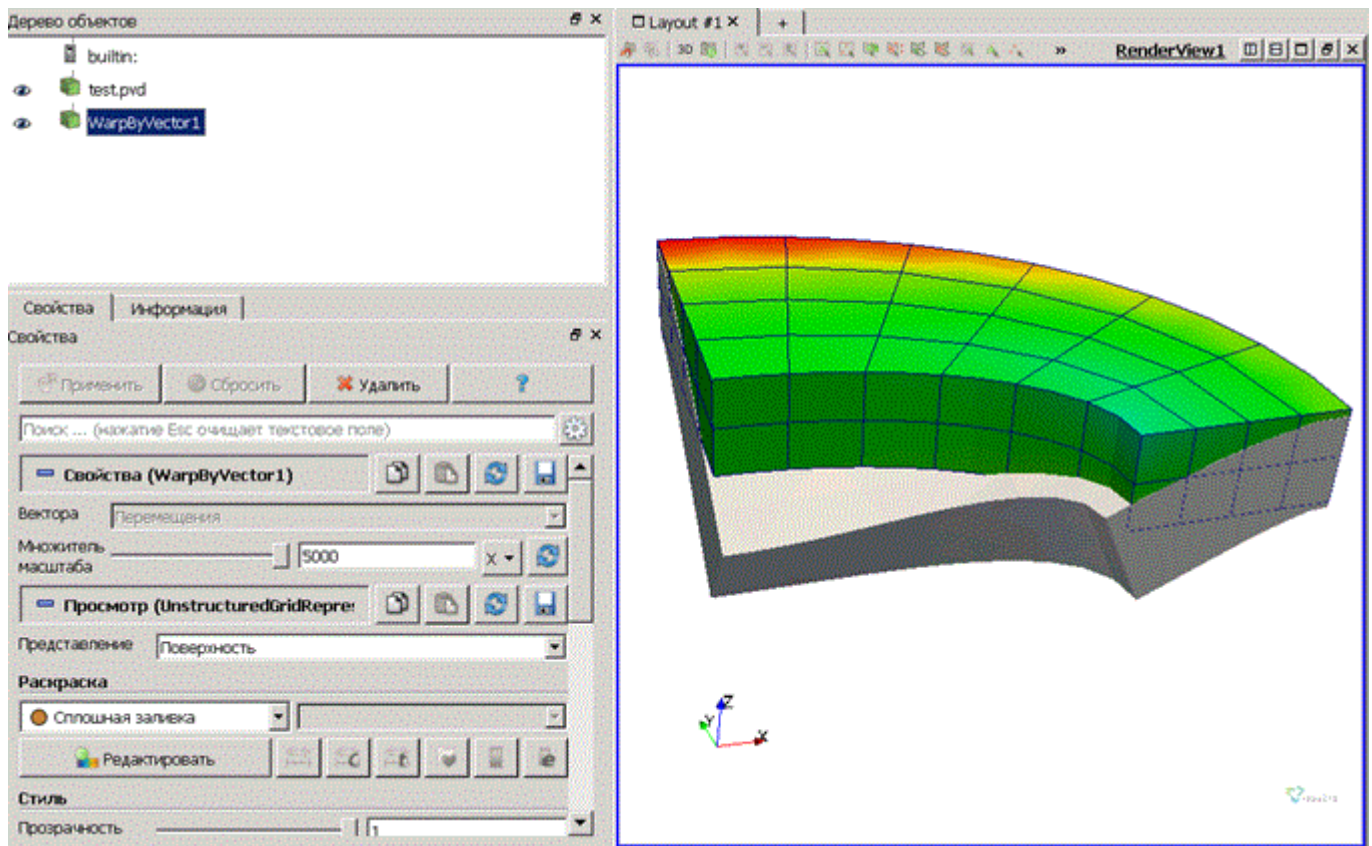 Дерево объектов
builtin:
test.pvd
WarpByVector1
Свойства
Информация
Свойства
Применить
Сбросить
Удалить
?
Поиск ... (нажатие Esc очищает текстовое поле)
Свойства (WarpByVector1)
Вектора
Перемещения
Множитель
масштаба
5000
X
Просмотр (UnstructuredGridRepre:
Представление
Поверхность
Раскраска
Сплошная заливка
Редактировать
Стиль
Прозрачность
1
Layout #1
+
3D
»
RenderView1
Z
Y
X